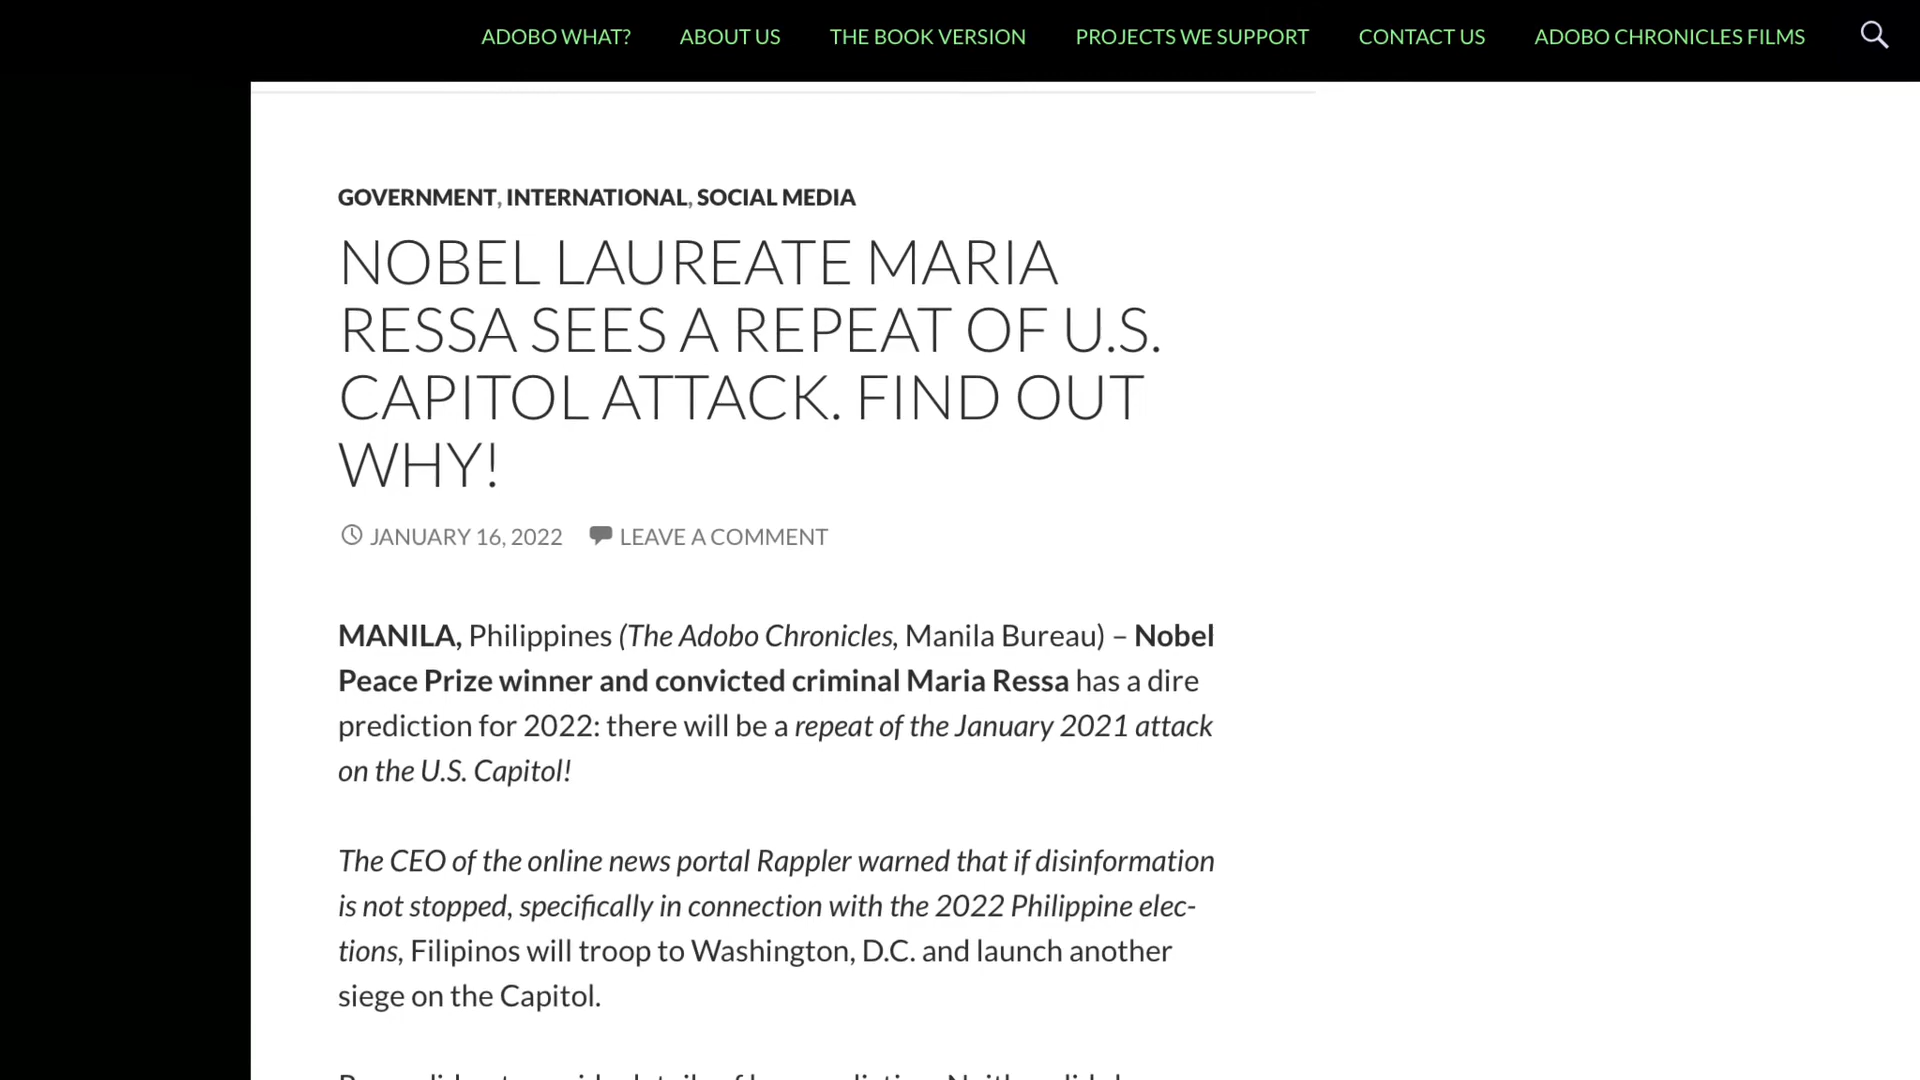 ADOBO WHAT? ABOUT US THE BOOK VERSION PROJECTS WE SUPPORT CONTACT US ADOBO CHRONICLES FILMS
GOVERNMENT, INTERNATIONAL, SOCIAL MEDIA
NOBEL LAUREATE MARIA
RESSA SEES A REPEAT OF U.S.
CAPITOL ATTACK. FIND OUT
WHY!
JANUARY 16, 2022 LEAVE A COMMENT
MANILA, Philippines (The Adobo Chronicles, Manila Bureau) – Nobel
Peace Prize winner and convicted criminal Maria Ressa has a dire
prediction for 2022: there will be a repeat of the January 2021 attack
on the U.S. Capitol!
The CEO of the online news portal Rappler warned that if disinformation
is not stopped, specifically in connection with the 2022 Philippine elec-
tions, Filipinos will troop to Washington, D.C. and launch another
siege on the Capitol.